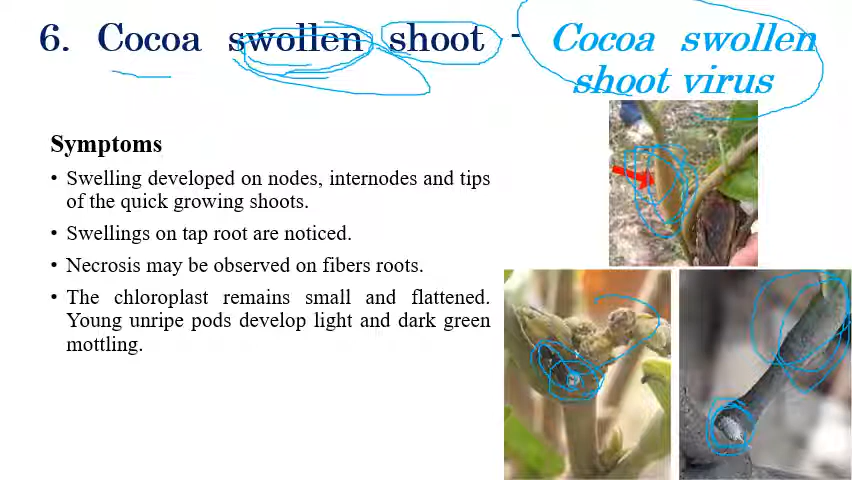 6. Cocoa swollen shoot - Cocoa swollen
shoot virus
Symptoms
• Swelling developed on nodes, internodes and tips
of the quick growing shoots.
• Swellings on tap root are noticed.
• Necrosis may be observed on fibers roots.
• The chloroplast remains small and flattened.
Young unripe pods develop light and dark green
mottling.